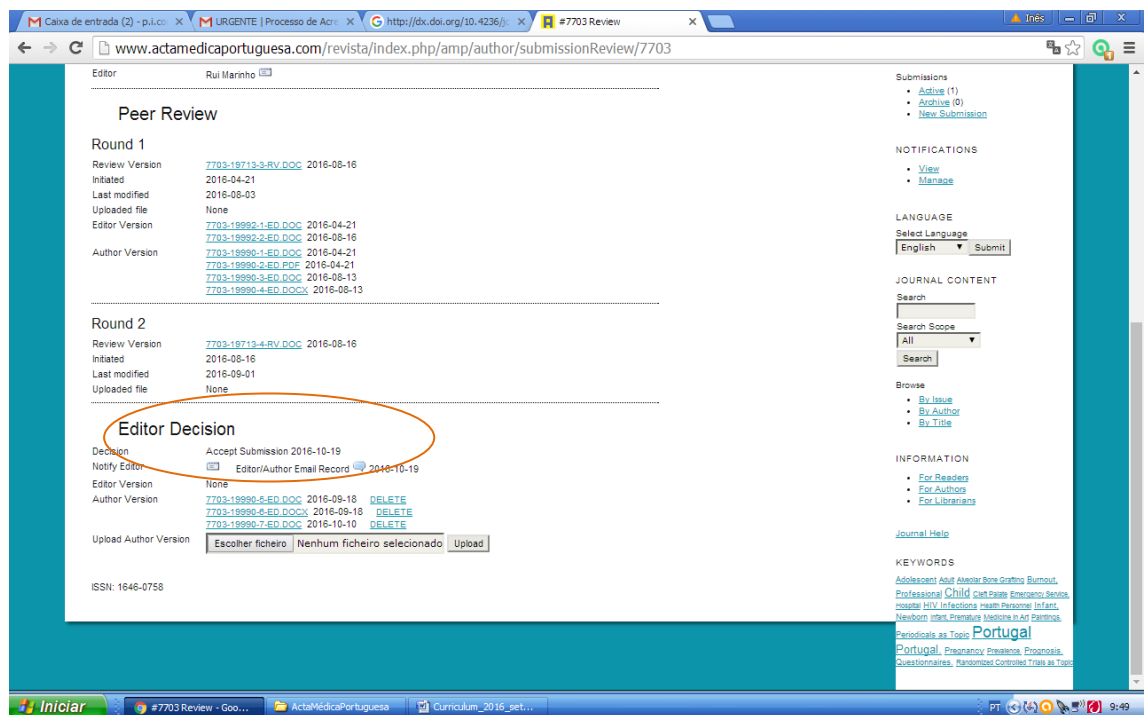 Caixa de entrada (2) - p.i.co
URGENTE | Processo de Acre
http://dx.doi.org/10.4236/jc
#7703 Review
Inês
www.actamedicaportuguesa.com/revista/index.php/amp/author/submissionReview/7703
Editor Rui Marinho
Peer Review
Round 1
Review Version 7703-19713-3-RV.DOC 2016-08-16
Initiated 2016-04-21
Last modified 2016-08-03
Uploaded file None
Editor Version 7703-19992-1-ED.DOC 2016-04-21
7703-19992-2-ED.DOC 2016-08-16
Author Version 7703-19990-1-ED.DOC 2016-04-21
7703-19990-2-ED.PDF 2016-04-21
7703-19990-3-ED.DOC 2016-08-13
7703-19990-4-ED.DOCX 2016-08-13
Round 2
Review Version 7703-19713-4-RV.DOC 2016-08-16
Initiated 2016-08-16
Last modified 2016-09-01
Uploaded file None
Editor Decision
Decision Accept Submission 2016-10-19
Notify Editor Editor/Author Email Record 2016-10-19
Editor Version None
Author Version 7703-19990-5-ED.DOC 2016-09-18 DELETE
7703-19990-6-ED.DOCX 2016-09-18 DELETE
7703-19990-7-ED.DOC 2016-10-10 DELETE
Upload Author Version Escolher ficheiro Nenhum ficheiro selecionado Upload
ISSN: 1646-0758
Submissions
Active (1)
Archive (0)
New Submission
NOTIFICATIONS
View
Manage
LANGUAGE
Select Language
English Submit
JOURNAL CONTENT
Search
Search Scope
All
Search
Browse
By Issue
By Author
By Title
INFORMATION
For Readers
For Authors
For Librarians
Journal Help
KEYWORDS
Adolescent Adult Alveolar Bone Grafting Burnout,
Professional Child Cleft Palate Emergency Service,
Hospital HIV Infections Health Personnel Infant,
Newborn Infant, Premature Medicine in Art Paintings.
Periodicals as Topic Portugal
Portugal. Pregnancy Prevalence. Prognosis.
Questionnaires. Randomized Controlled Trials as Topic
Iniciar
#7703 Review - Goo...
ActaMédicaPortuguesa
Curriculum_2016_set...
PT
9:49